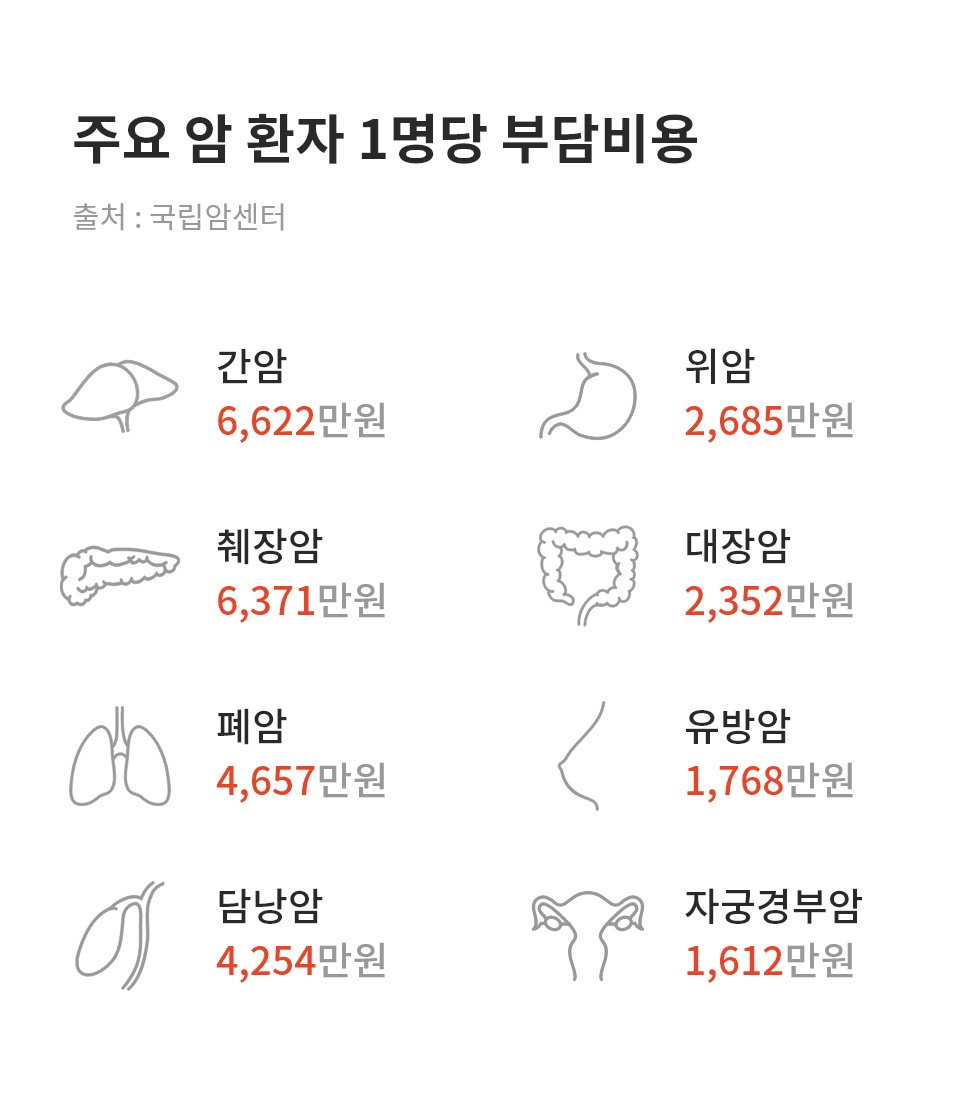 주요 암 환자 1명당 부담비용
출처 : 국립암센터
간암
6,622만원
위암
2,685만원
췌장암
6,371만원
대장암
2,352만원
폐암
4,657만원
유방암
1,768만원
담낭암
4,254만원
자궁경부암
1,612만원